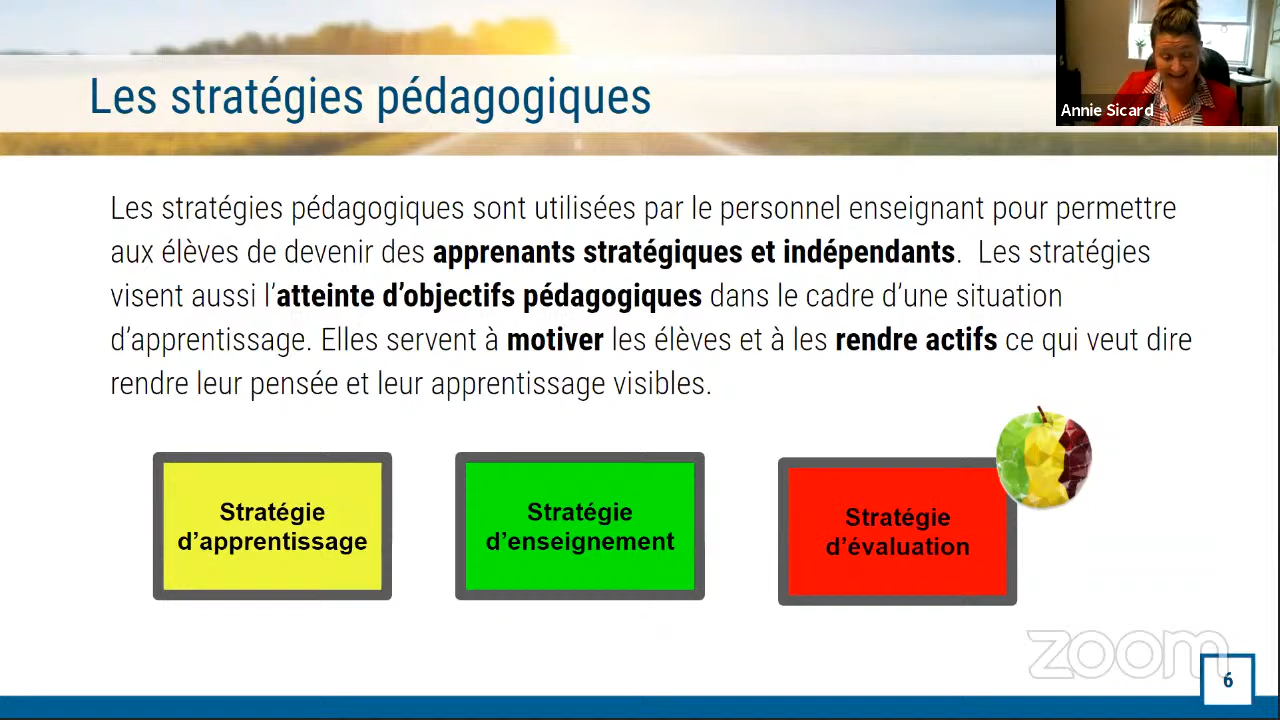 Les stratégies pédagogiques
Annie Sicard
Les stratégies pédagogiques sont utilisées par le personnel enseignant pour permettre
aux élèves de devenir des apprenants stratégiques et indépendants.  Les stratégies
visent aussi l’atteinte d’objectifs pédagogiques dans le cadre d’une situation
d’apprentissage. Elles servent à motiver les élèves et à les rendre actifs ce qui veut dire
rendre leur pensée et leur apprentissage visibles.
Stratégie
d’apprentissage
Stratégie
d’enseignement
Stratégie
d’évaluation
zoom
6